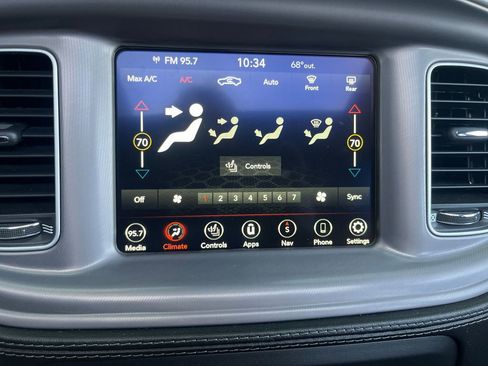 FM 95.7 10:34 68° out.
Max A/C A/C Auto Front Rear
70 70
Controls
Off 1 2 3 4 5 6 7 Sync
95.7 S
Media Climate Controls Apps Nav Phone Settings